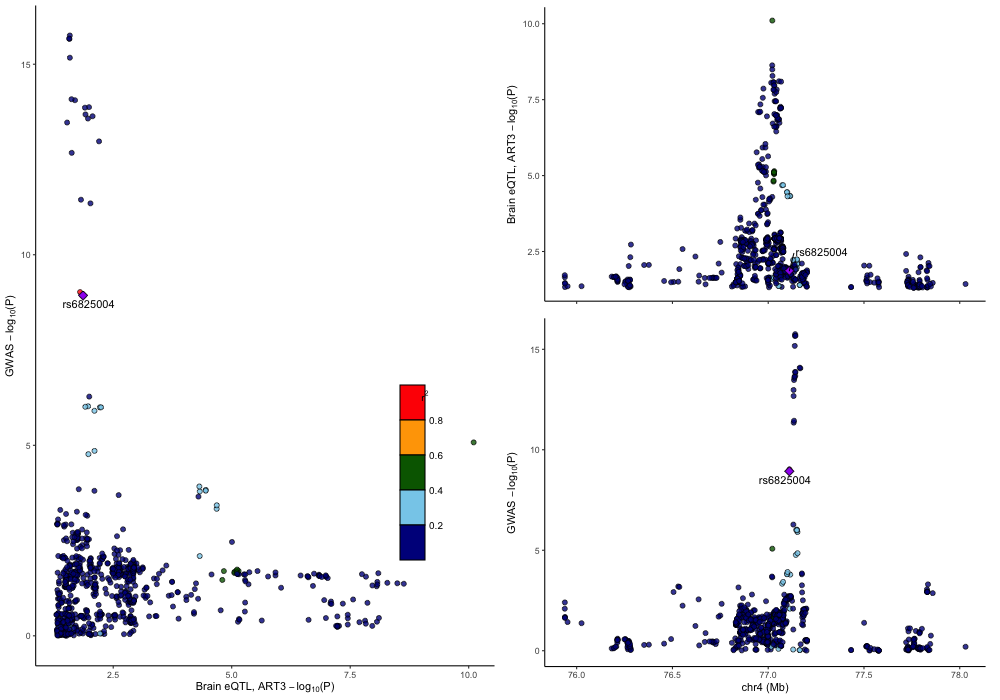 15
10
5
0
2.5
5.0
7.5
10.0
GWAS − log10(P)
Brain eQTL, ART3 − log10(P)
rs6825004
r2
0.8
0.6
0.4
0.2
10.0
7.5
5.0
2.5
Brain eQTL, ART3 − log10(P)
rs6825004
15
10
5
0
GWAS − log10(P)
rs6825004
76.0
76.5
77.0
77.5
78.0
chr4 (Mb)